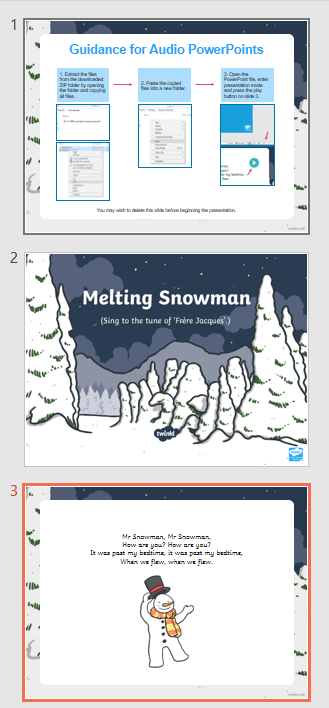 1
Guidance for Audio PowerPoints
1. Extract the files
from the downloaded
ZIP folder by opening
the folder and copying
all files.
2. Paste the copied
files into a new folder.
3. Open the
PowerPoint file, enter
presentation mode
and press the play
button on slide 3.
You may wish to delete this slide before beginning the presentation.
2
Melting Snowman
(Sing to the tune of 'Frère Jacques'.)
twinkl
3
Mr Snowman, Mr Snowman,
How are you? How are you?
It was past my bedtime, it was past my bedtime,
When we flew, when we flew.